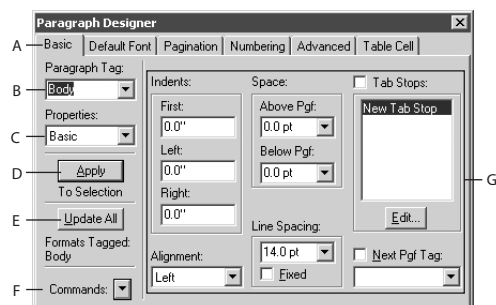 Paragraph Designer
A
Basic
Default Font
Pagination
Numbering
Advanced
Table Cell
Paragraph Tag:
B
Body
Properties:
C
Basic
D
Apply
To Selection
E
Update All
Formats Tagged:
Body
F
Commands:
Indents:
First:
0.0"
Left:
0.0"
Right:
0.0"
Alignment:
Left
Space:
Above Pgf:
0.0 pt
Below Pgf:
0.0 pt
Line Spacing:
14.0 pt
Fixed
Tab Stops:
New Tab Stop
G
Edit...
Next Pgf Tag: